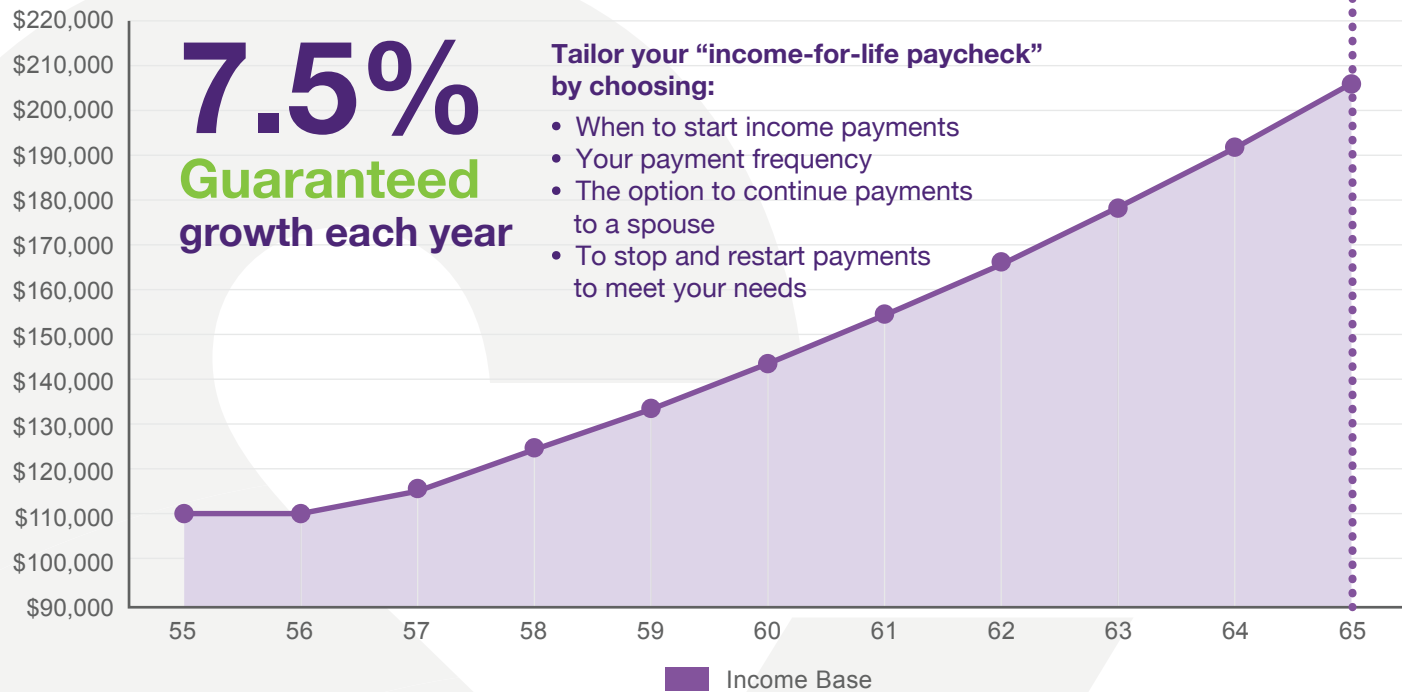 $220,000
$210,000
$200,000
$190,000
$180,000
$170,000
$160,000
$150,000
$140,000
$130,000
$120,000
$110,000
$100,000
$90,000
7.5%
Guaranteed
growth each year
Tailor your “income-for-life paycheck”
by choosing:
• When to start income payments
• Your payment frequency
• The option to continue payments
to a spouse
• To stop and restart payments
to meet your needs
55 56 57 58 59 60 61 62 63 64 65
Income Base